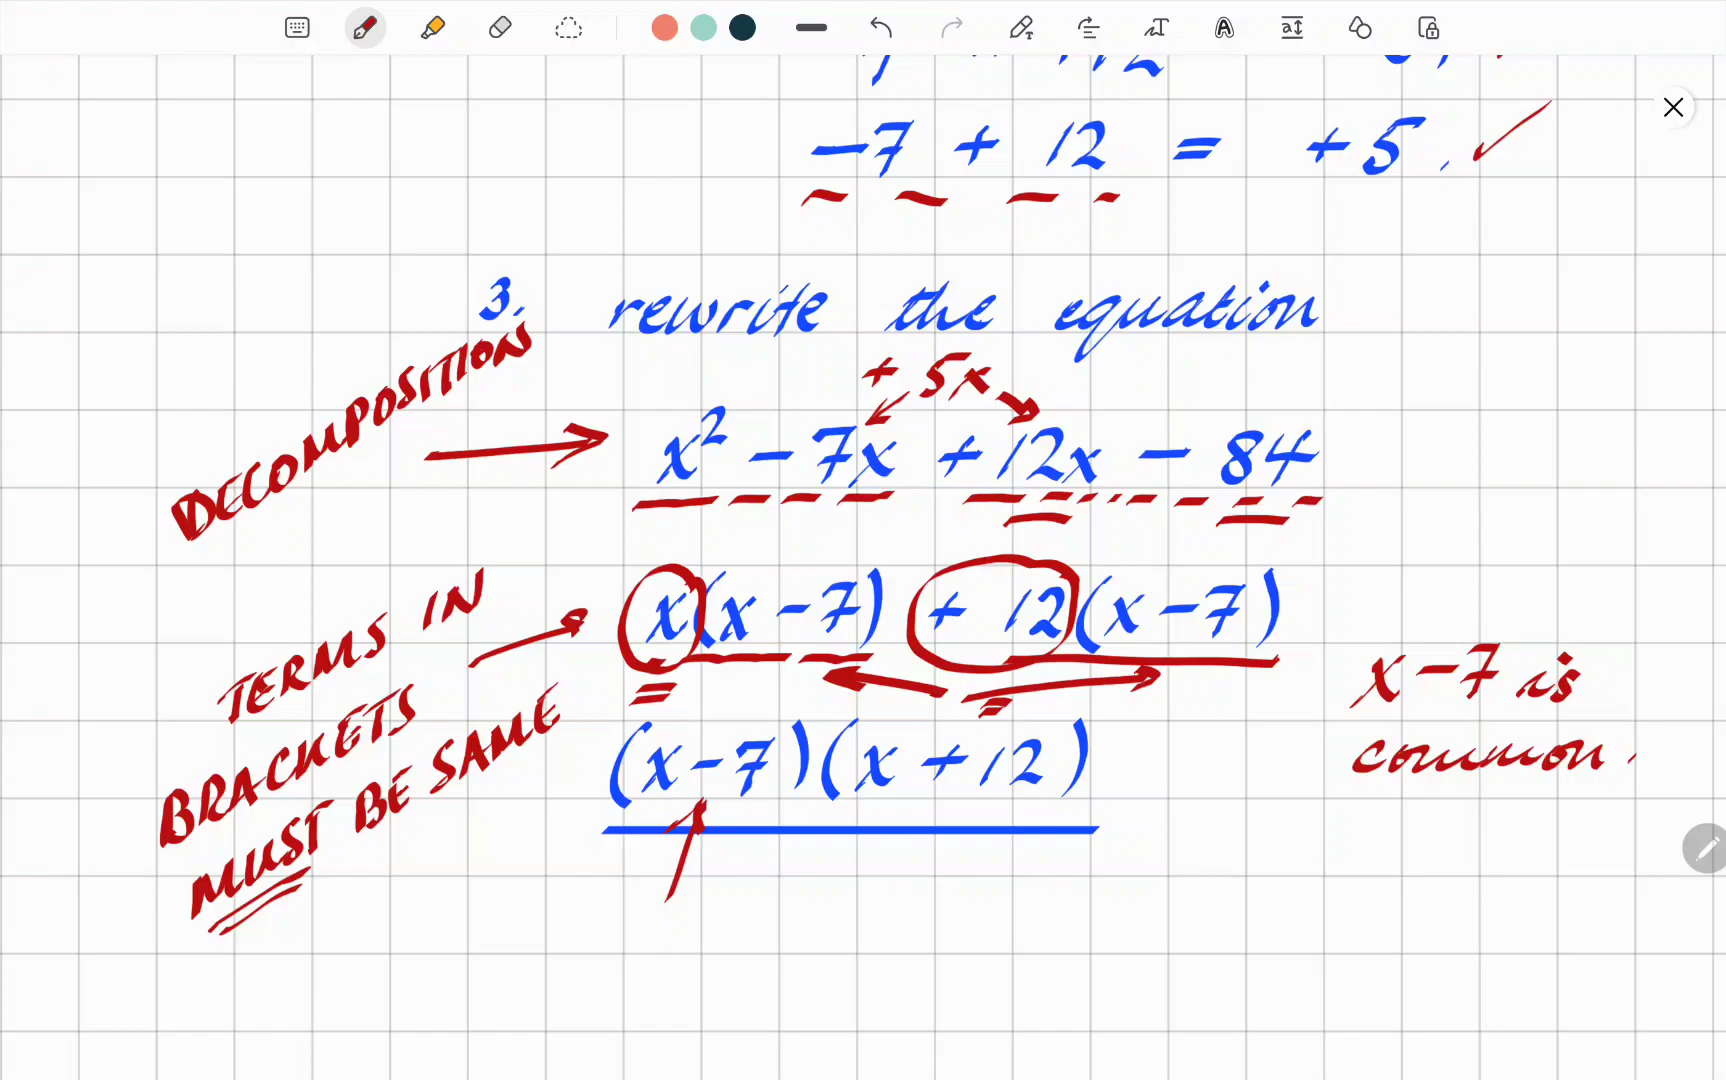 -7 + 12 = +5.
3. rewrite the equation
DECOMPOSITION
+ 5x
x² - 7x + 12x - 84
TERMS IN
BRACKETS
MUST BE SAME
x(x-7) + 12(x-7)
x-7 is
common.
(x-7)(x+12)